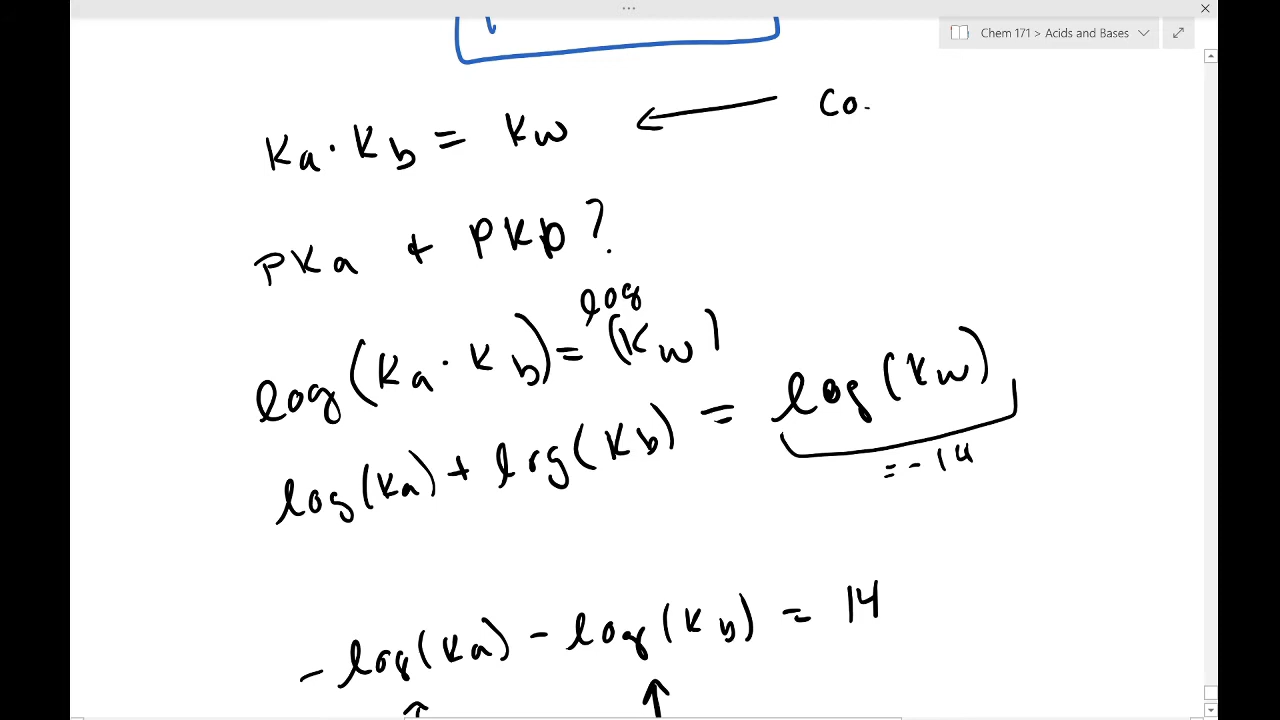 Chem 171 > Acids and Bases
Ka · Kb = Kw ← Co.
PKa + PKb?
log(Ka · Kb) = log(Kw)
log(Ka) + log(Kb) = log(Kw)
= -14
-log(Ka) - log(Kb) = 14